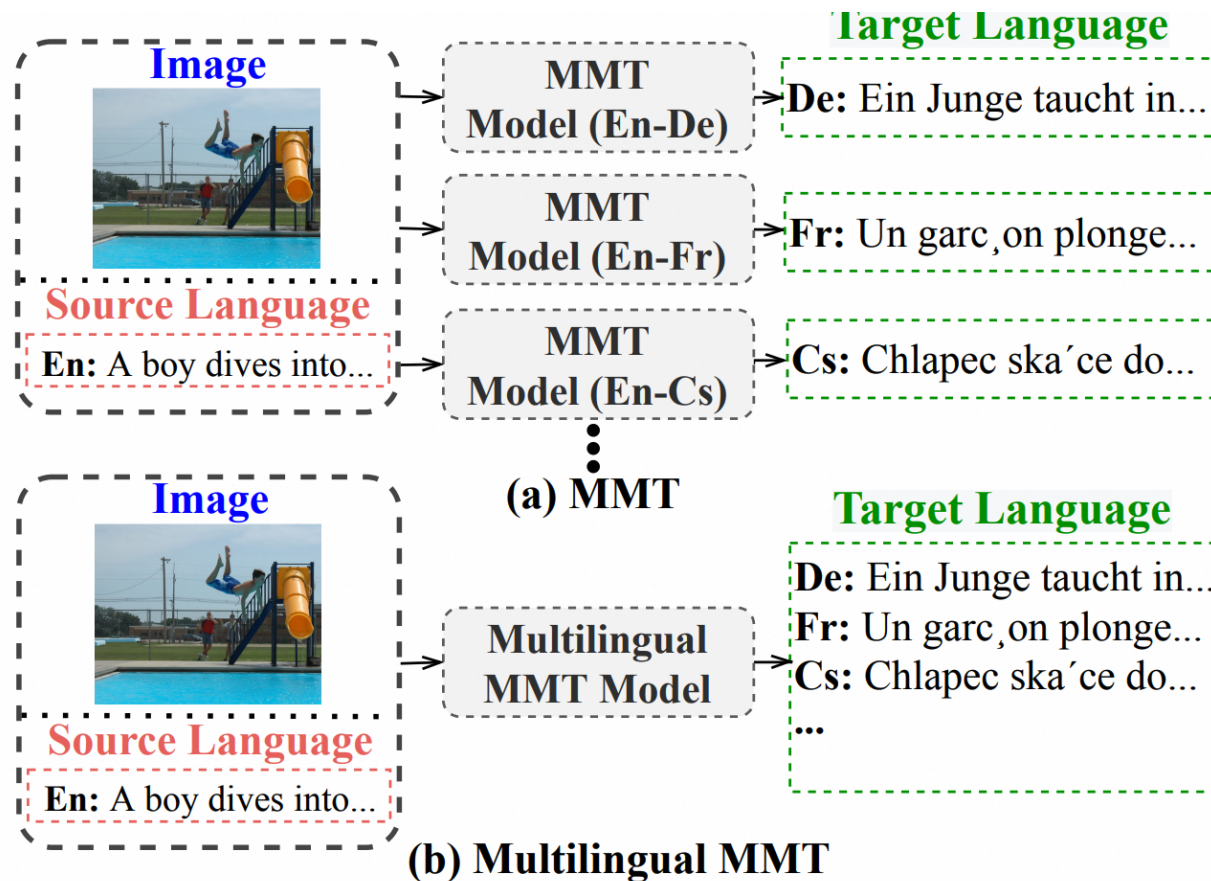 Target Language
Image
MMT
Model (En-De)
De: Ein Junge taucht in...
MMT
Model (En-Fr)
Fr: Un garc¸on plonge...
Source Language
En: A boy dives into...
MMT
Model (En-Cs)
Cs: Chlapec ska´ce do...
(a) MMT
Image
Source Language
En: A boy dives into...
Multilingual
MMT Model
Target Language
De: Ein Junge taucht in...
Fr: Un garc¸on plonge...
Cs: Chlapec ska´ce do...
...
(b) Multilingual MMT